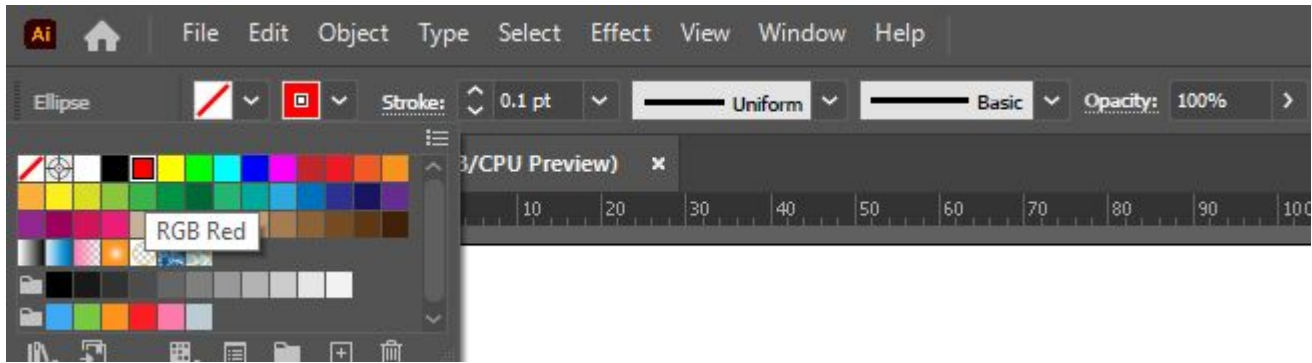 Ai File Edit Object Type Select Effect View Window Help
Ellipse Stroke: 0.1 pt Uniform Basic Opacity: 100%
/CPU Preview) ×
10 20 30 40 50 60 70 80 90 100
RGB Red